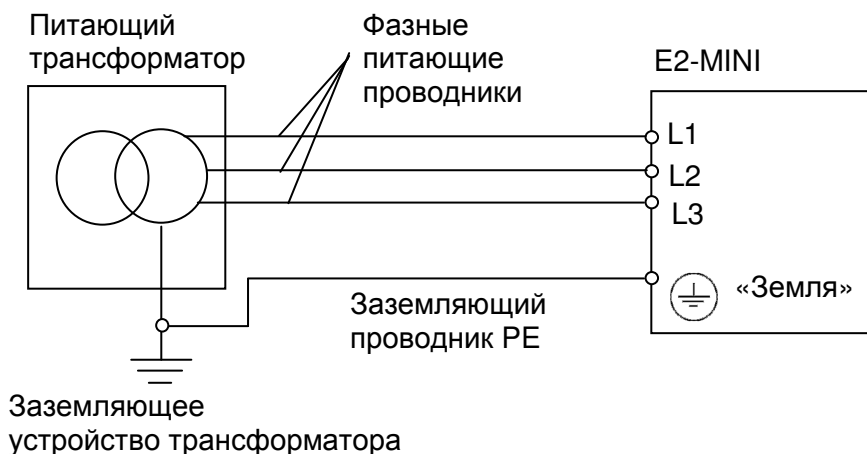 Питающий
трансформатор
Фазные
питающие
проводники
E2-MINI
L1
L2
L3
«Земля»
Заземляющий
проводник PE
Заземляющее
устройство трансформатора